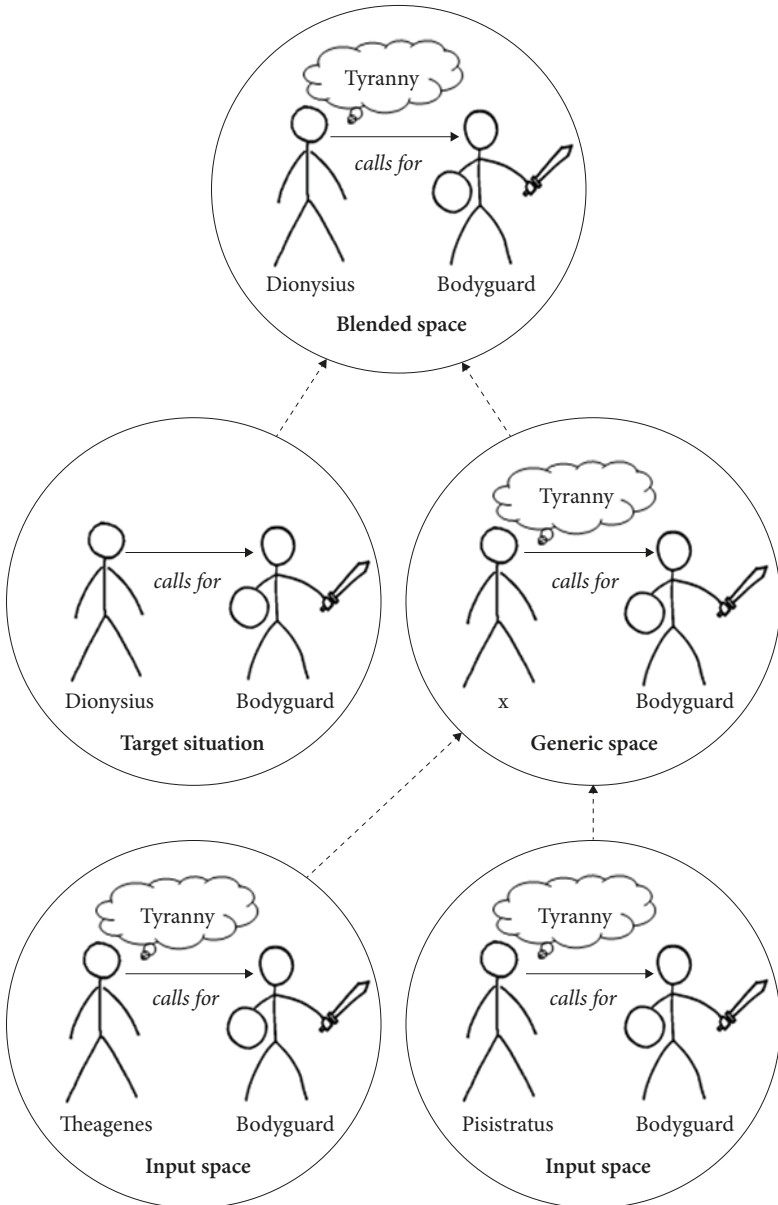 Tyranny
calls for
Dionysius Bodyguard
Blended space
Tyranny
calls for
Dionysius Bodyguard
Target situation
calls for
x Bodyguard
Generic space
Tyranny
calls for
Theagenes Bodyguard
Input space
Tyranny
calls for
Pisistratus Bodyguard
Input space